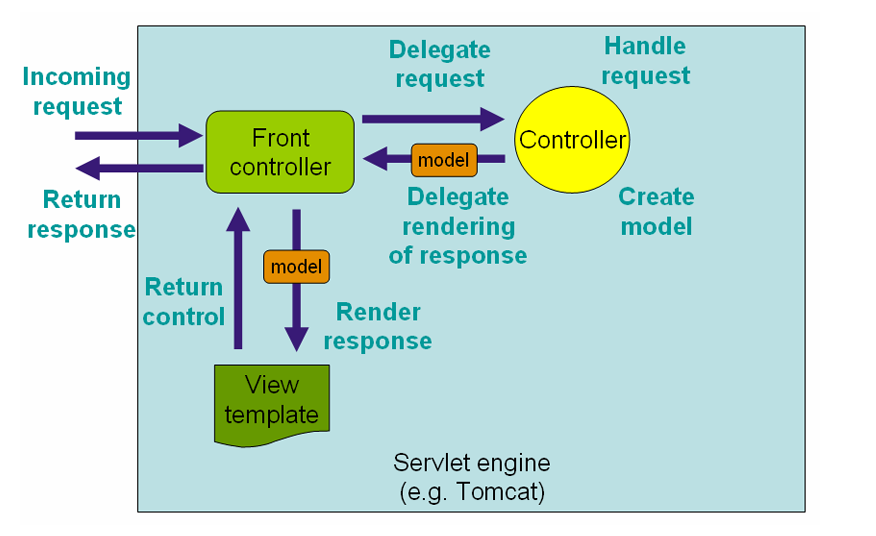 Incoming
request
Return
response
Front
controller
Delegate
request
Handle
request
Controller
model
Delegate
rendering
of response
Create
model
model
Return
control
Render
response
View
template
Servlet engine
(e.g. Tomcat)